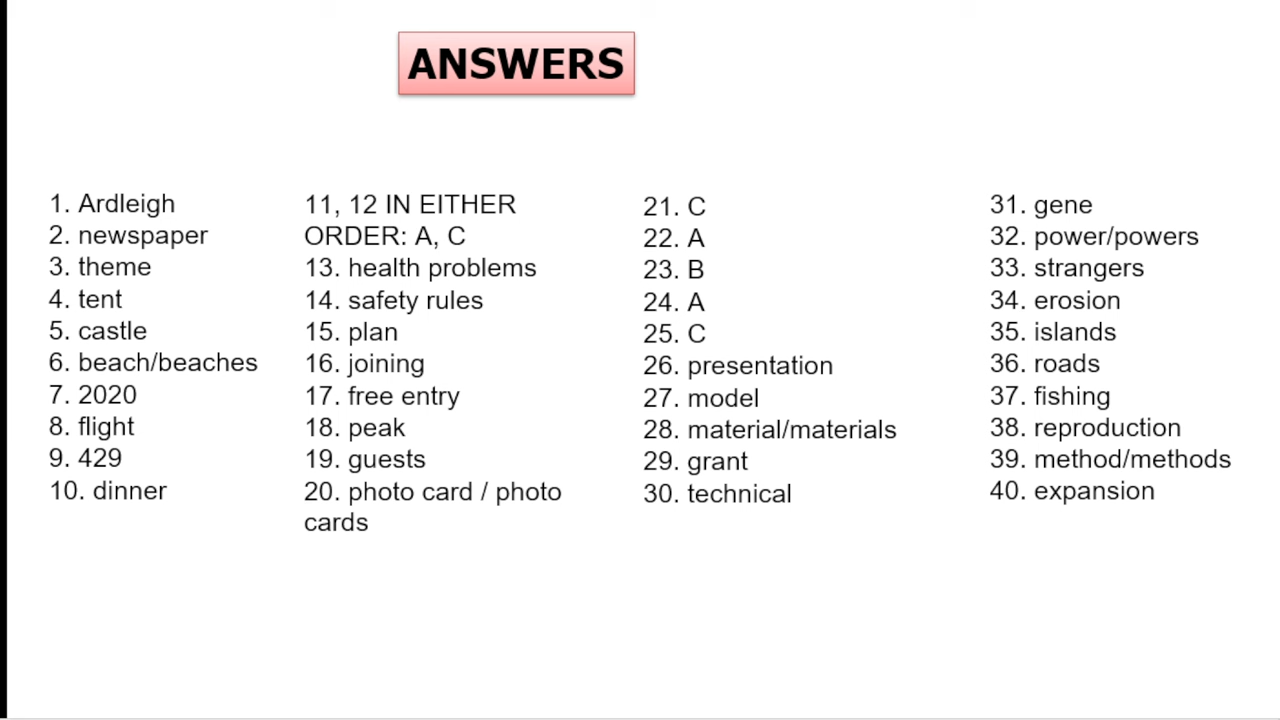 ANSWERS
1. Ardleigh
2. newspaper
3. theme
4. tent
5. castle
6. beach/beaches
7. 2020
8. flight
9. 429
10. dinner
11, 12 IN EITHER
ORDER: A, C
13. health problems
14. safety rules
15. plan
16. joining
17. free entry
18. peak
19. guests
20. photo card / photo
cards
21. C
22. A
23. B
24. A
25. C
26. presentation
27. model
28. material/materials
29. grant
30. technical
31. gene
32. power/powers
33. strangers
34. erosion
35. islands
36. roads
37. fishing
38. reproduction
39. method/methods
40. expansion